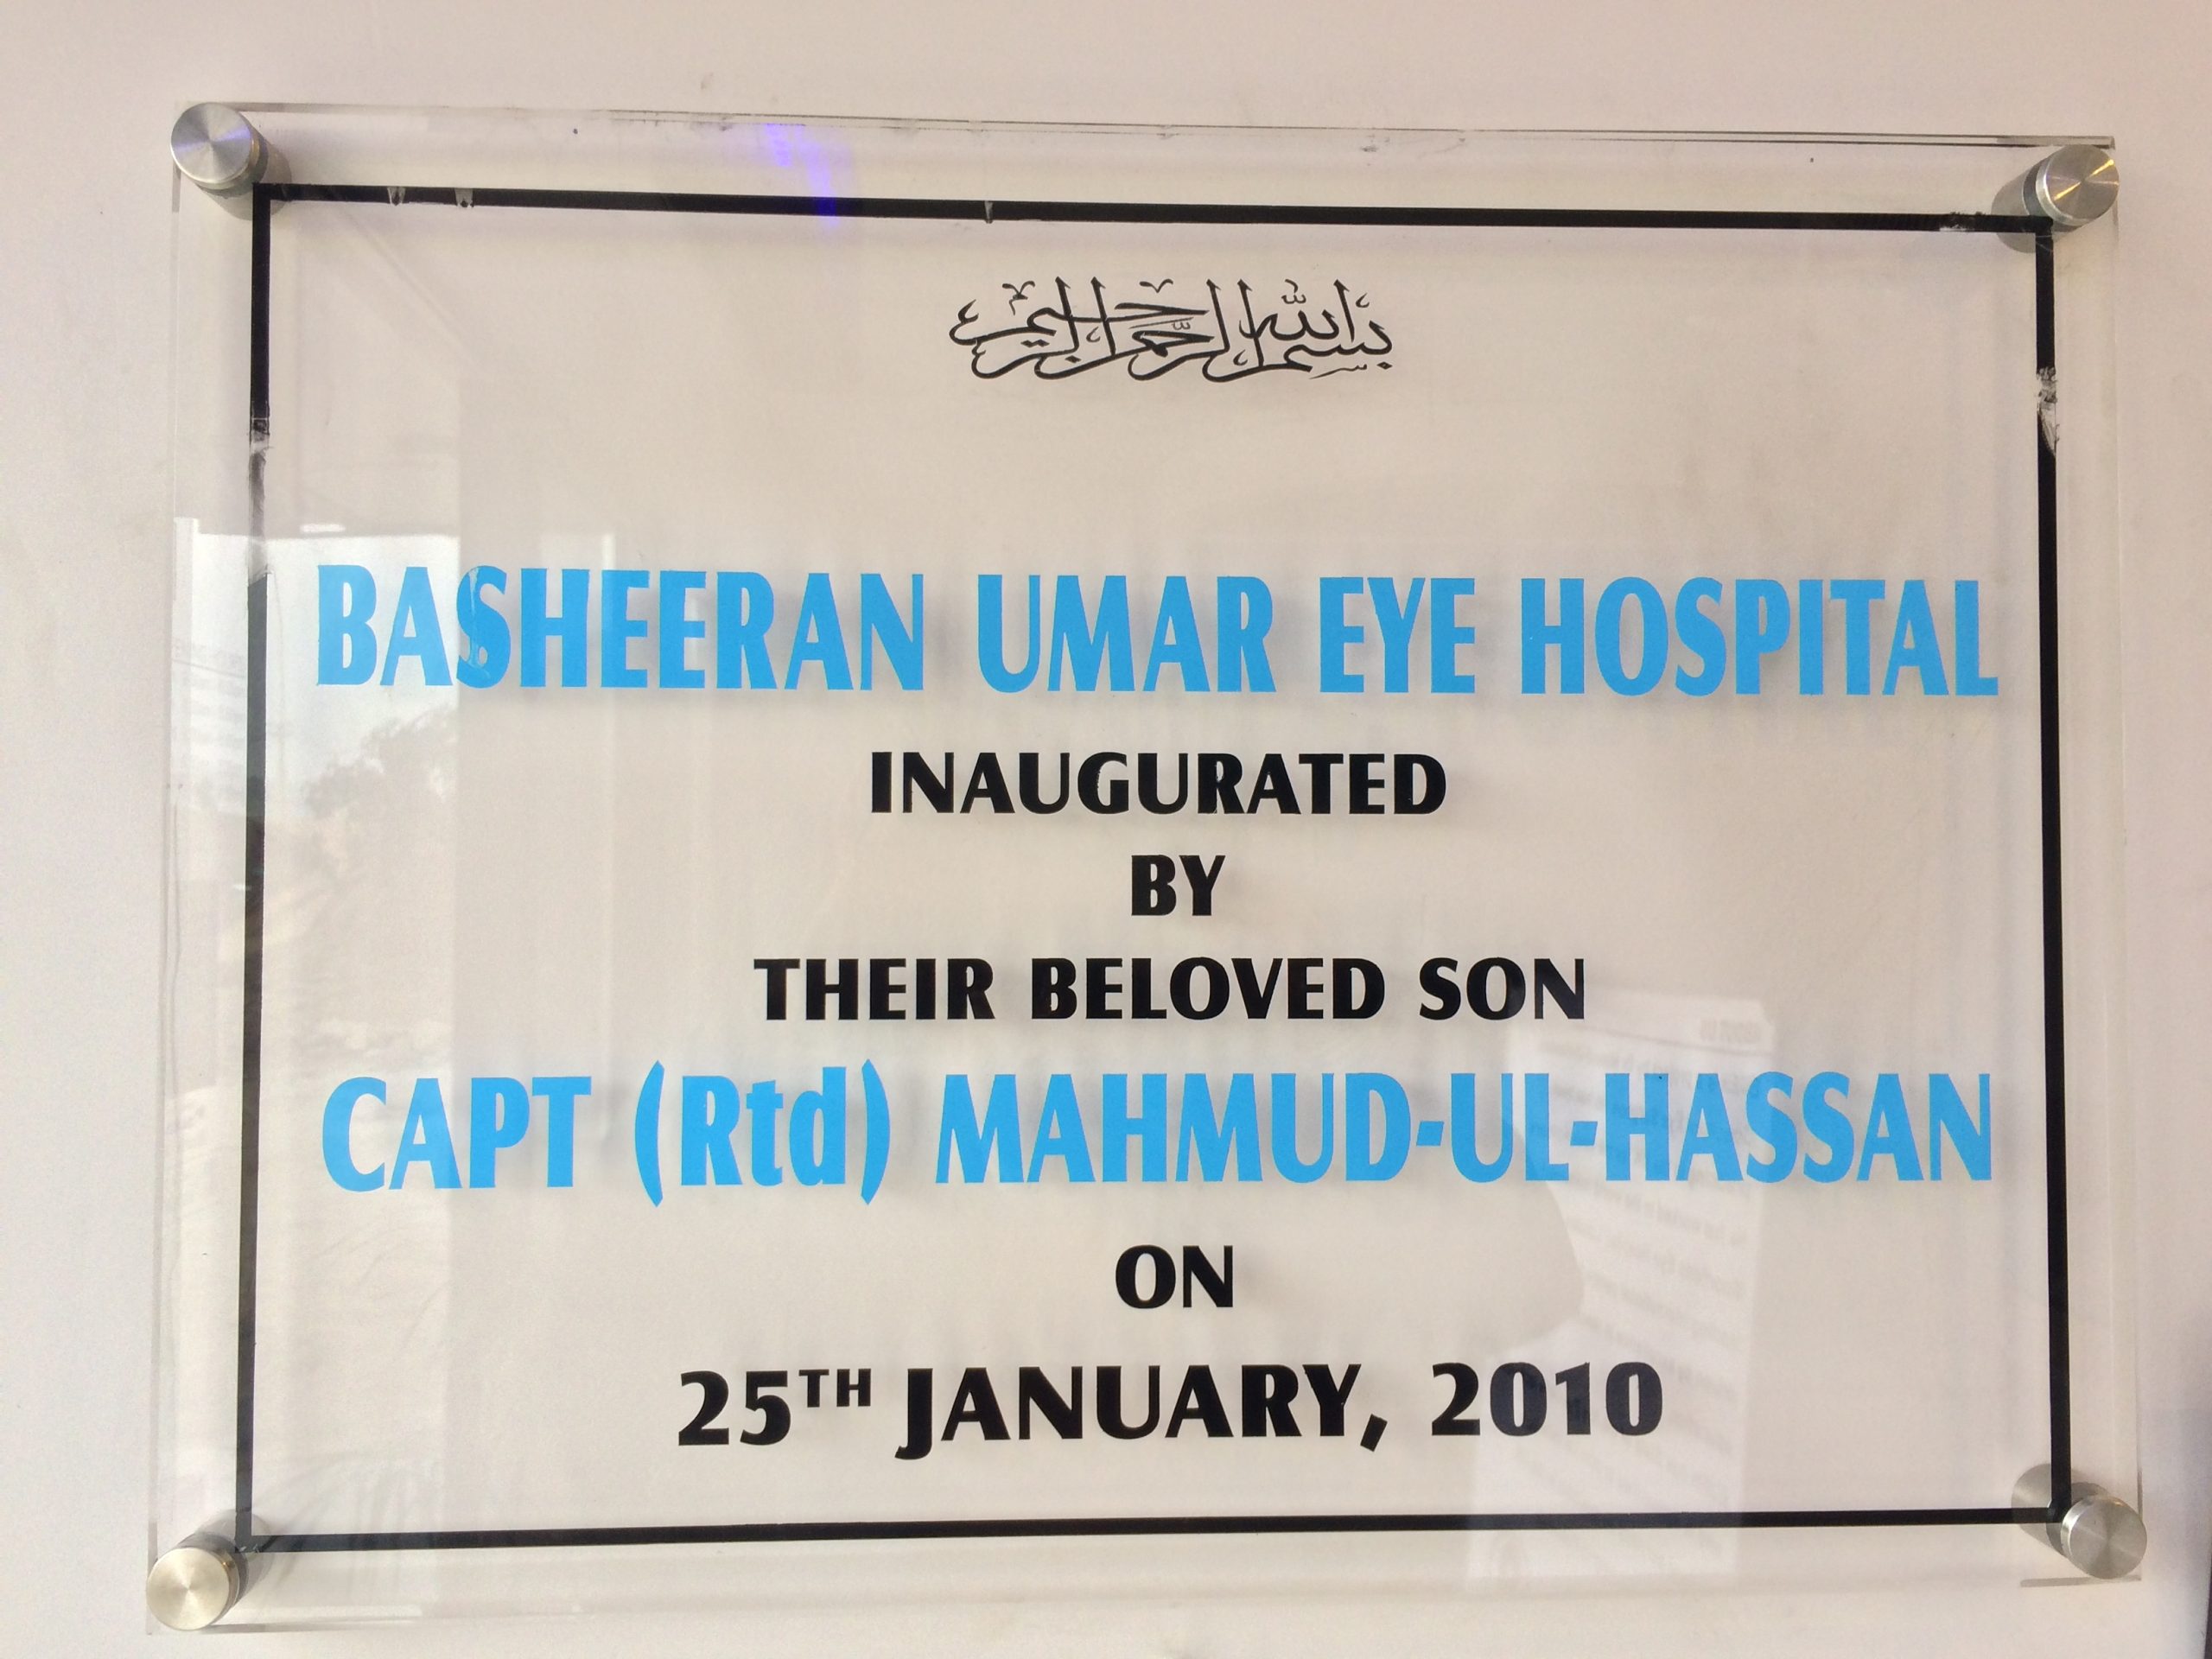 بسم الله الرحمن الرحيم
BASHEERAN UMAR EYE HOSPITAL
INAUGURATED
BY
THEIR BELOVED SON
CAPT (Rtd) MAHMUD-UL-HASSAN
ON
25TH JANUARY, 2010